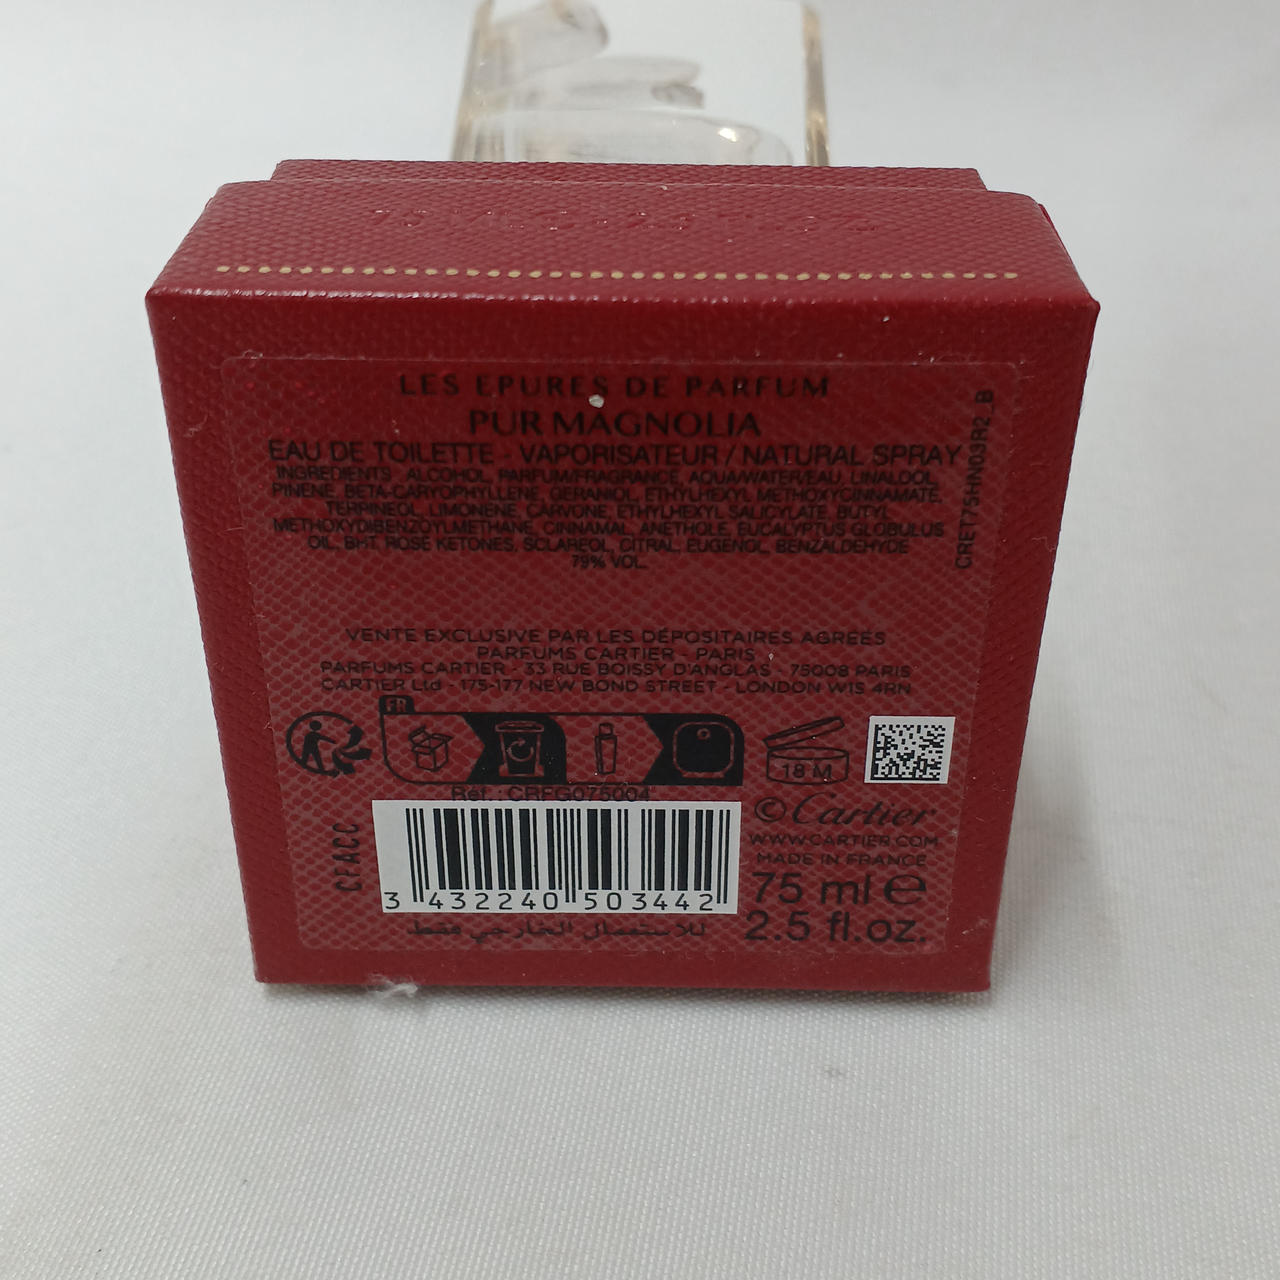 LES EPURES DE PARFUM
PUR MAGNOLIA
EAU DE TOILETTE - VAPORISATEUR / NATURAL SPRAY
INGREDIENTS : ALCOHOL, PARFUM/FRAGRANCE, AQUA/WATER/EAU, LINALOOL,
PINENE, BETA-CARYOPHYLLENE, GERANIOL, ETHYLHEXYL METHOXYCINNAMATE,
TERPINEOL, LIMONENE, CARVONE, ETHYLHEXYL SALICYLATE, BUTYL
METHOXYDIBENZOYLMETHANE, CINNAMAL, ANETHOLE, EUCALYPTUS GLOBULUS
OIL, BHT, ROSE KETONES, SCLAREOL, CITRAL, EUGENOL, BENZALDEHYDE
79% VOL.
CRET75HN03R2_B
VENTE EXCLUSIVE PAR LES DÉPOSITAIRES AGRÉÉS
PARFUMS CARTIER - PARIS
PARFUMS CARTIER - 33 RUE BOISSY D'ANGLAS - 75008 PARIS
CARTIER Ltd - 175-177 NEW BOND STREET - LONDON W1S 4RN
FR
18 M
Réf. : CRFG075004
CFACC
3 432240 503442
©Cartier
WWW.CARTIER.COM
MADE IN FRANCE
75 ml e
2.5 fl.oz.
للاستعمال الخارجي فقط